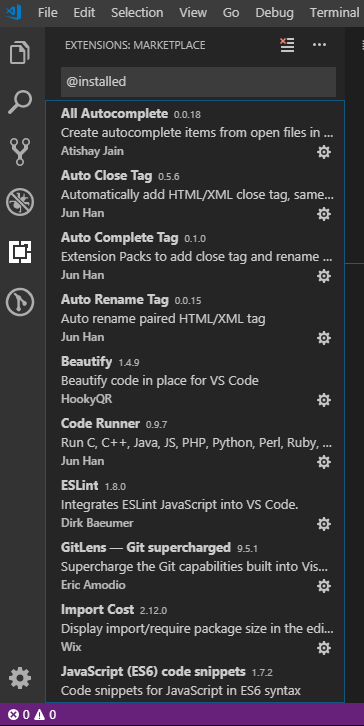 File Edit Selection View Go Debug Terminal
EXTENSIONS: MARKETPLACE
@installed
All Autocomplete 0.0.18
Create autocomplete items from open files in ...
Atishay Jain
Auto Close Tag 0.5.6
Automatically add HTML/XML close tag, same...
Jun Han
Auto Complete Tag 0.1.0
Extension Packs to add close tag and rename ...
Jun Han
Auto Rename Tag 0.0.15
Auto rename paired HTML/XML tag
Jun Han
Beautify 1.4.9
Beautify code in place for VS Code
HookyQR
Code Runner 0.9.7
Run C, C++, Java, JS, PHP, Python, Perl, Ruby, ...
Jun Han
ESLint 1.8.0
Integrates ESLint JavaScript into VS Code.
Dirk Baeumer
GitLens — Git supercharged 9.5.1
Supercharge the Git capabilities built into Vis...
Eric Amodio
Import Cost 2.12.0
Display import/require package size in the edi...
Wix
JavaScript (ES6) code snippets 1.7.2
Code snippets for JavaScript in ES6 syntax
0 0